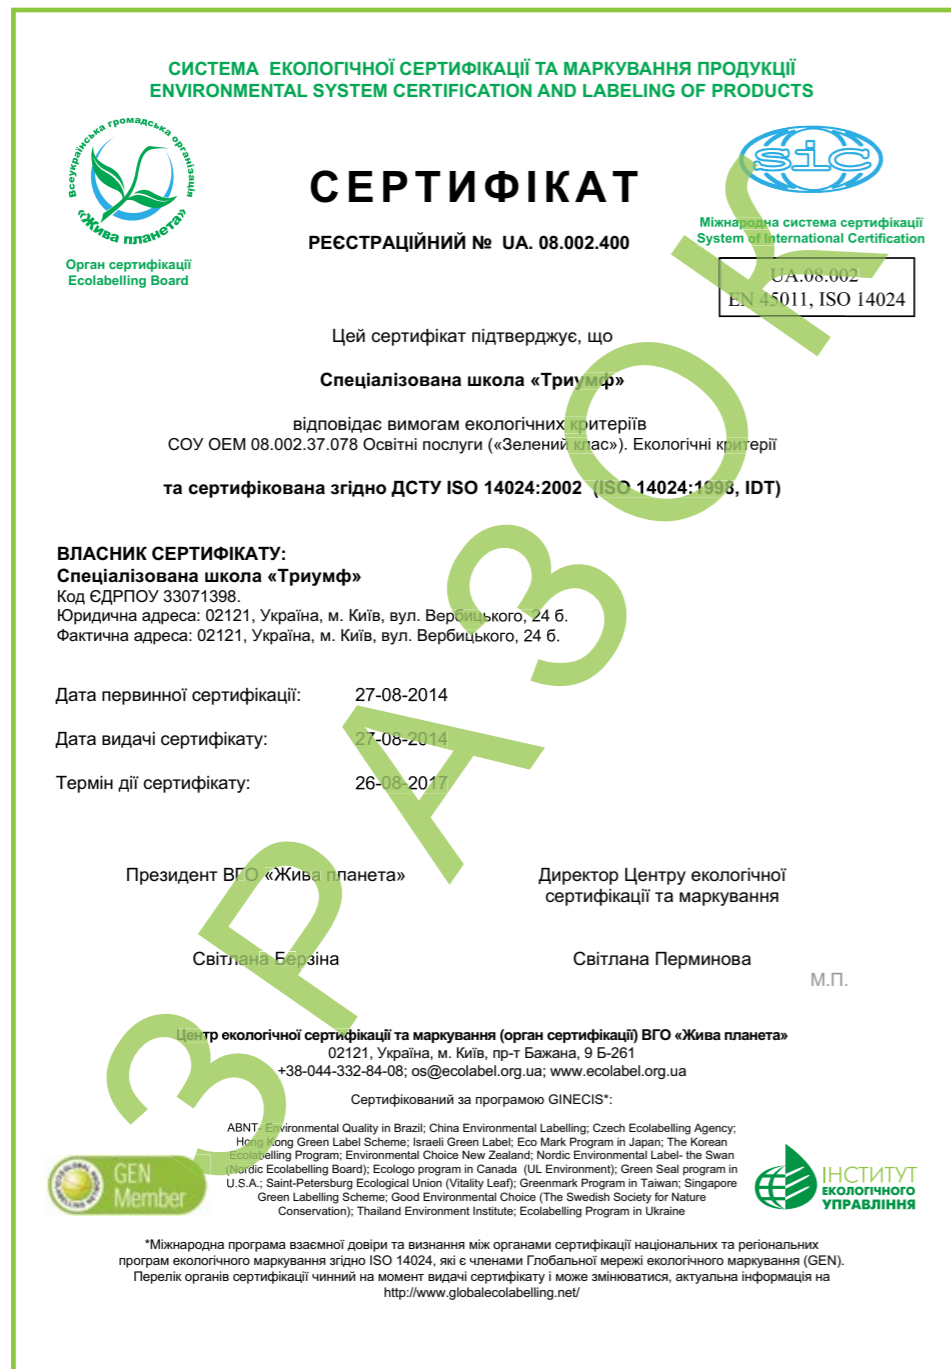 СИСТЕМА ЕКОЛОГІЧНОЇ СЕРТИФІКАЦІЇ ТА МАРКУВАННЯ ПРОДУКЦІЇ
ENVIRONMENTAL SYSTEM CERTIFICATION AND LABELING OF PRODUCTS
Всеукраїнська громадська організація
«Жива планета»
Орган сертифікації
Ecolabelling Board
СЕРТИФІКАТ
РЕЄСТРАЦІЙНИЙ № UA. 08.002.400
SiC
Міжнародна система сертифікації
System of International Certification
UA.08.002
EN 45011, ISO 14024
Цей сертифікат підтверджує, що
Спеціалізована школа «Триумф»
відповідає вимогам екологічних критеріїв
СОУ ОЕМ 08.002.37.078 Освітні послуги («Зелений клас»). Екологічні критерії
та сертифікована згідно ДСТУ ISO 14024:2002 (ISO 14024:1998, IDT)
ВЛАСНИК СЕРТИФІКАТУ:
Спеціалізована школа «Триумф»
Код ЄДРПОУ 33071398.
Юридична адреса: 02121, Україна, м. Київ, вул. Вербицького, 24 б.
Фактична адреса: 02121, Україна, м. Київ, вул. Вербицького, 24 б.
Дата первинної сертифікації: 27-08-2014
Дата видачі сертифікату: 27-08-2014
Термін дії сертифікату: 26-08-2017
ЗРАЗОК
Президент ВГО «Жива планета»
Директор Центру екологічної
сертифікації та маркування
Світлана Берзіна
Світлана Перминова
М.П.
Центр екологічної сертифікації та маркування (орган сертифікації) ВГО «Жива планета»
02121, Україна, м. Київ, пр-т Бажана, 9 Б-261
+38-044-332-84-08; os@ecolabel.org.ua; www.ecolabel.org.ua
Сертифікований за програмою GINECIS*:
ABNT- Environmental Quality in Brazil; China Environmental Labelling; Czech Ecolabelling Agency;
Hong Kong Green Label Scheme; Israeli Green Label; Eco Mark Program in Japan; The Korean
Ecolabelling Program; Environmental Choice New Zealand; Nordic Environmental Label- the Swan
(Nordic Ecolabelling Board); Ecologo program in Canada (UL Environment); Green Seal program in
U.S.A.; Saint-Petersburg Ecological Union (Vitality Leaf); Greenmark Program in Taiwan; Singapore
Green Labelling Scheme; Good Environmental Choice (The Swedish Society for Nature
Conservation); Thailand Environment Institute; Ecolabelling Program in Ukraine
GEN
Member
ІНСТИТУТ
ЕКОЛОГІЧНОГО
УПРАВЛІННЯ
*Міжнародна програма взаємної довіри та визнання між органами сертифікації національних та регіональних
програм екологічного маркування згідно ISO 14024, які є членами Глобальної мережі екологічного маркування (GEN).
Перелік органів сертифікації чинний на момент видачі сертифікату і може змінюватися, актуальна інформація на
http://www.globalecolabelling.net/